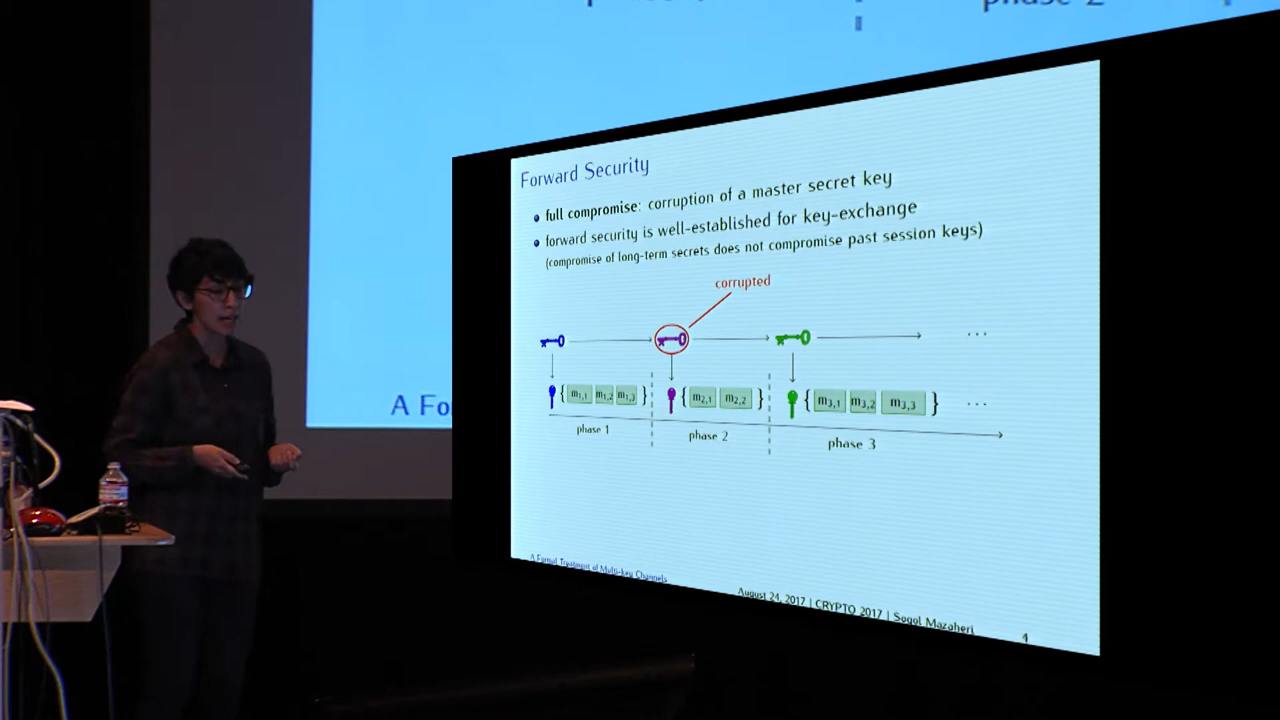 phase 2
A Fo
Forward Security
full compromise: corruption of a master secret key
forward security is well-established for key-exchange
(compromise of long-term secrets does not compromise past session keys)
corrupted
...
{ m1,1 m1,2 m1,3 } { m2,1 m2,2 } { m3,1 m3,2 m3,3 } ...
phase 1 phase 2 phase 3
A Formal Treatment of Multi-key Channels
August 24, 2017 | CRYPTO 2017 | Sogol Mazaheri 4